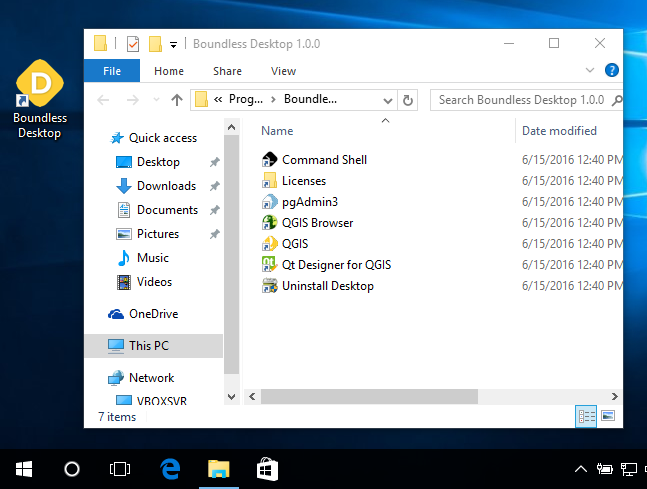 Boundless Desktop 1.0.0
File Home Share View
« Prog... Boundle... Search Boundless Desktop 1.0.0
D
Boundless
Desktop
Quick access
Desktop
Downloads
Documents
Pictures
Music
Videos
OneDrive
This PC
Network
VBOXSVR
Name Date modified
Command Shell 6/15/2016 12:40 PM
Licenses 6/15/2016 12:40 PM
pgAdmin3 6/15/2016 12:40 PM
QGIS Browser 6/15/2016 12:40 PM
QGIS 6/15/2016 12:40 PM
Qt Designer for QGIS 6/15/2016 12:40 PM
Uninstall Desktop 6/15/2016 12:40 PM
7 items